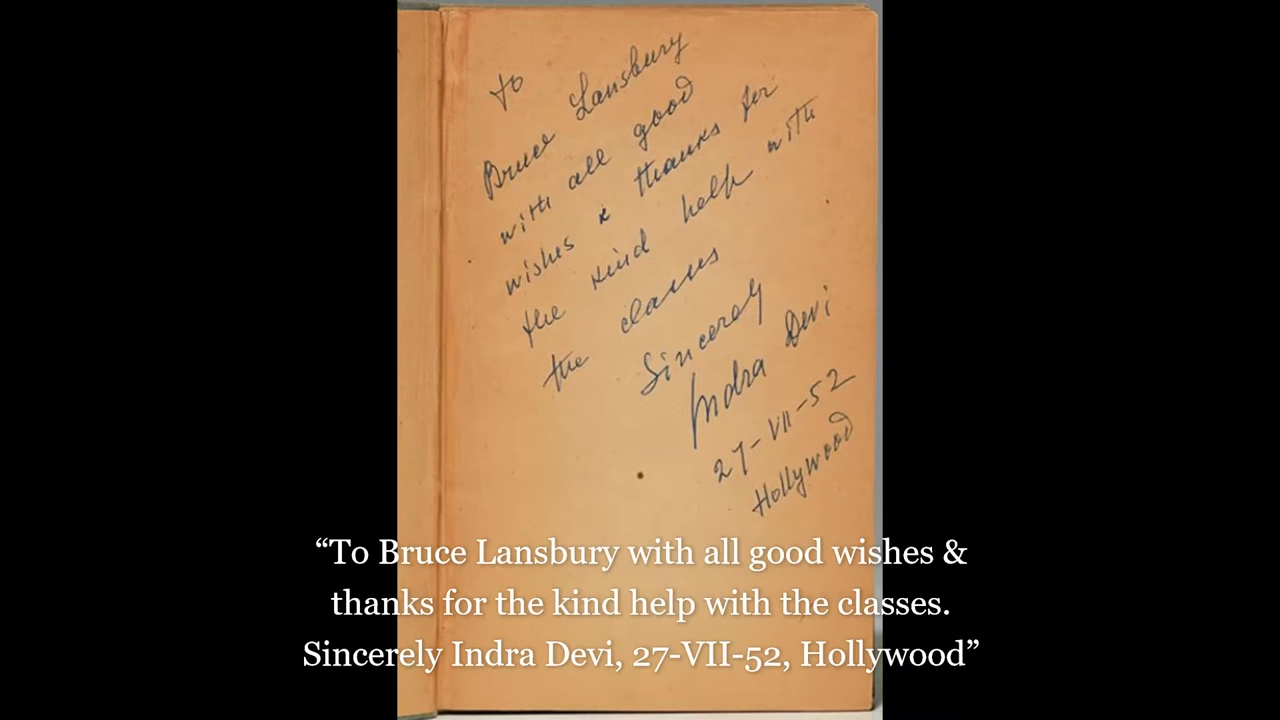 to
Bruce Lansbury
with all good
wishes & thanks for
the kind help with
the classes
Sincerely
Indra Devi
27-VII-52
Hollywood
“To Bruce Lansbury with all good wishes &
thanks for the kind help with the classes.
Sincerely Indra Devi, 27-VII-52, Hollywood”